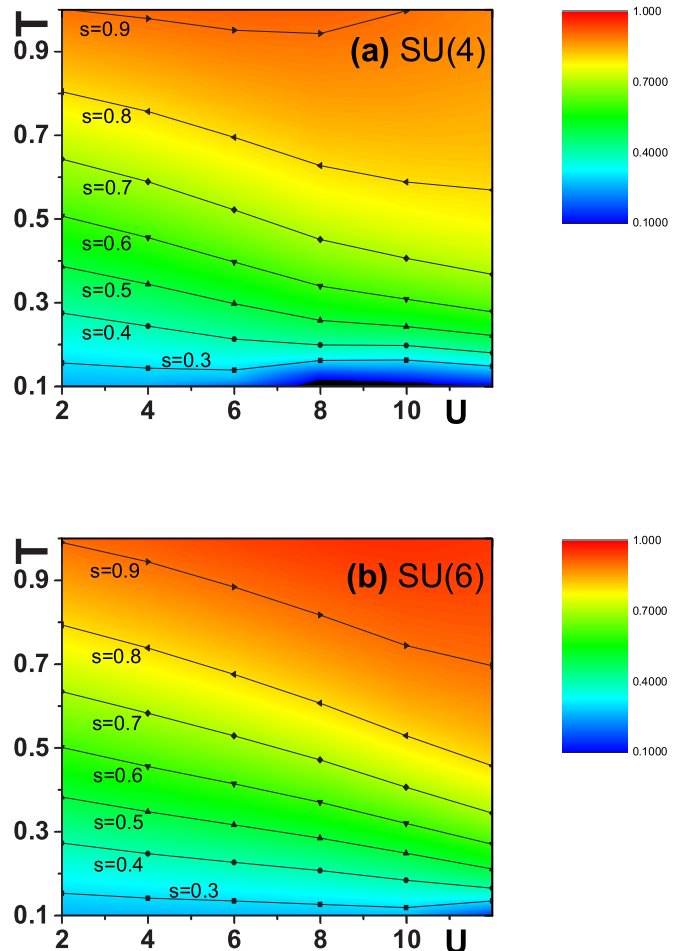 T
0.9
0.7
0.5
0.3
0.1
s=0.9
(a) SU(4)
s=0.8
s=0.7
s=0.6
s=0.5
s=0.4
s=0.3
2 4 6 8 10 U
1.000
0.7000
0.4000
0.1000
T
0.9
0.7
0.5
0.3
0.1
s=0.9
(b) SU(6)
s=0.8
s=0.7
s=0.6
s=0.5
s=0.4
s=0.3
2 4 6 8 10 U
1.000
0.7000
0.4000
0.1000